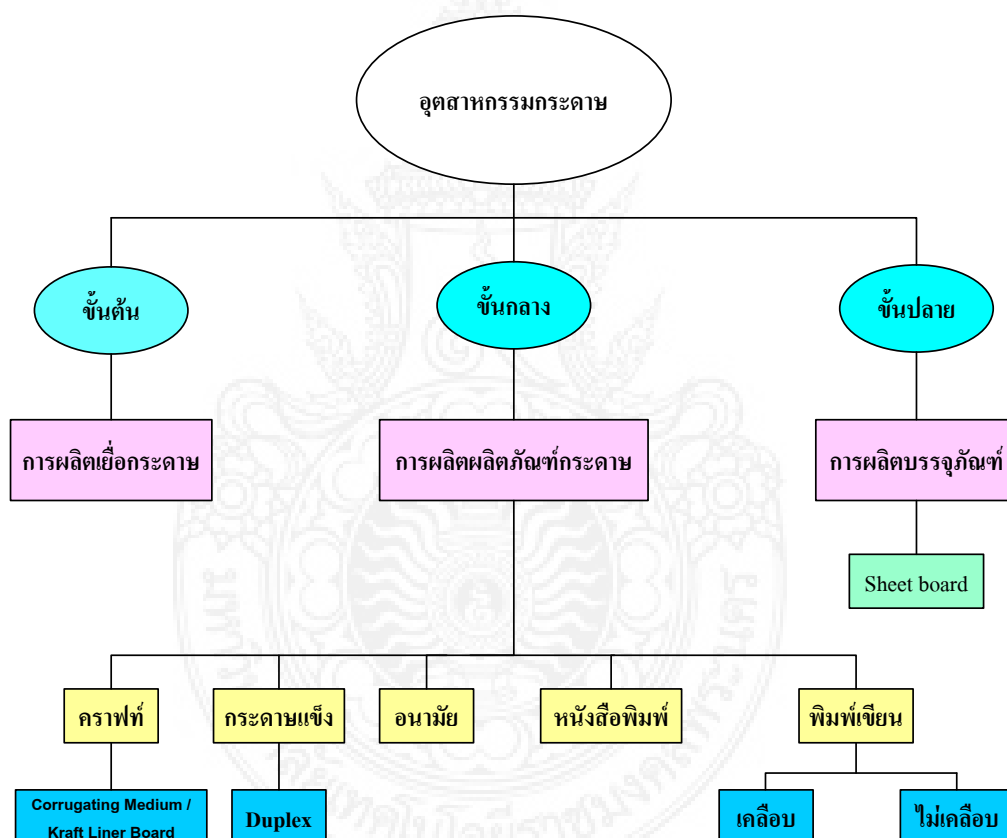 อุตสาหกรรมกระดาษ
ขั้นต้น
ขั้นกลาง
ขั้นปลาย
การผลิตเยื่อกระดาษ
การผลิตผลิตภัณฑ์กระดาษ
การผลิตบรรจุภัณฑ์
Sheet board
คราฟท์
กระดาษแข็ง
อนามัย
หนังสือพิมพ์
พิมพ์เขียน
Corrugating Medium /
Kraft Liner Board
Duplex
เคลือบ
ไม่เคลือบ